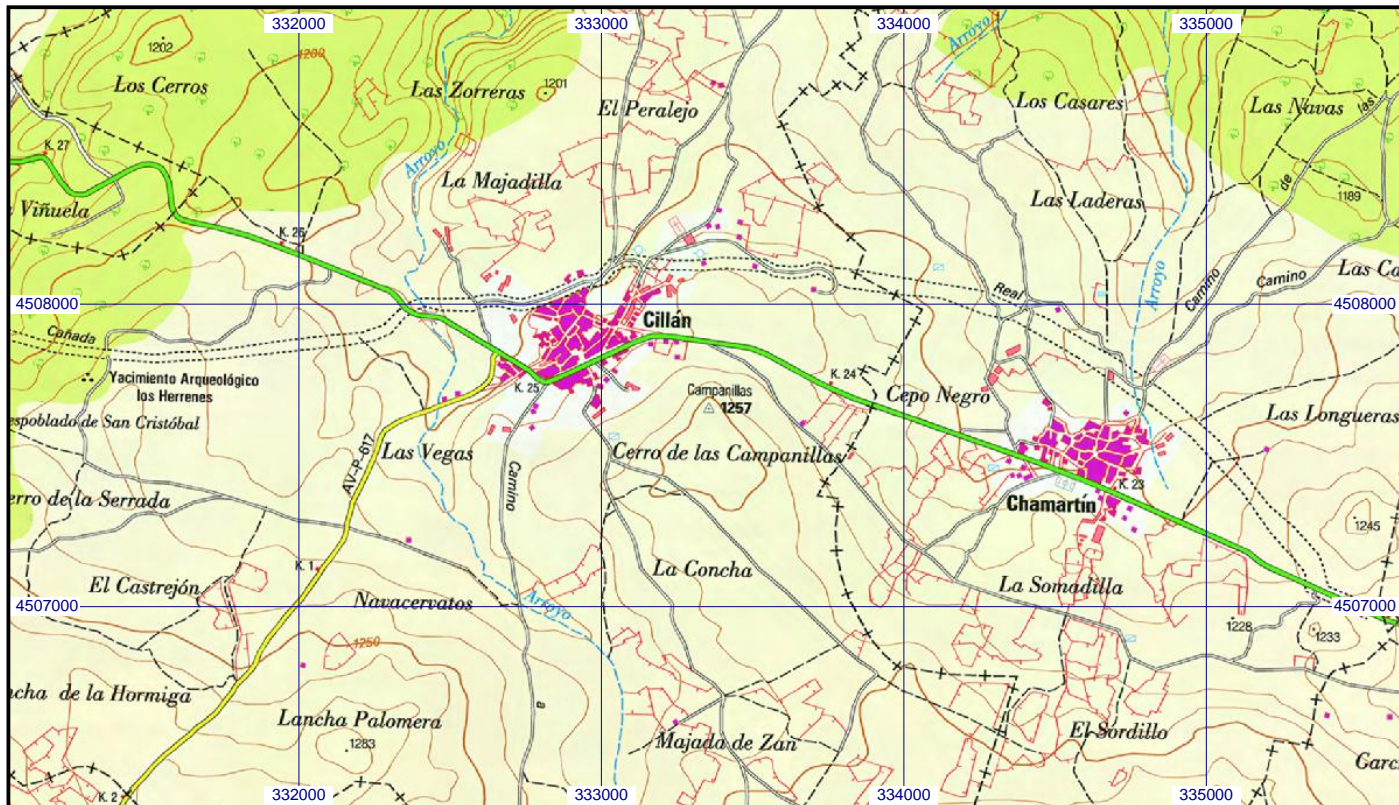 332000
333000
334000
335000
1202
1200
Arroyo
Los Cerros
Las Zorreras
1201
El Peralejo
Los Casares
Las Navas
las
K. 27
Arroyo
La Majadilla
de
1189
Viñuela
Las Laderas
K. 26
Arroyo
Camino
Camino
Las Ca
Real
4508000
4508000
Cillán
Cañada
Yacimiento Arqueológico
los Herrenes
K. 25
Campanillas
1257
K. 24
Cepo Negro
Las Longueras
espoblado de San Cristóbal
Las Vegas
Cerro de las Campanillas
AV-P-617
Camino
K. 23
erro de la Serrada
Chamartín
1245
K. 1
La Concha
El Castrejón
La Somadilla
Navacervatos
Arroyo
4507000
4507000
1228
1233
1250
ncha de la Hormiga
Lancha Palomera
a
1283
Majada de Zan
El Sordillo
Garc
K. 2
332000
333000
334000
335000